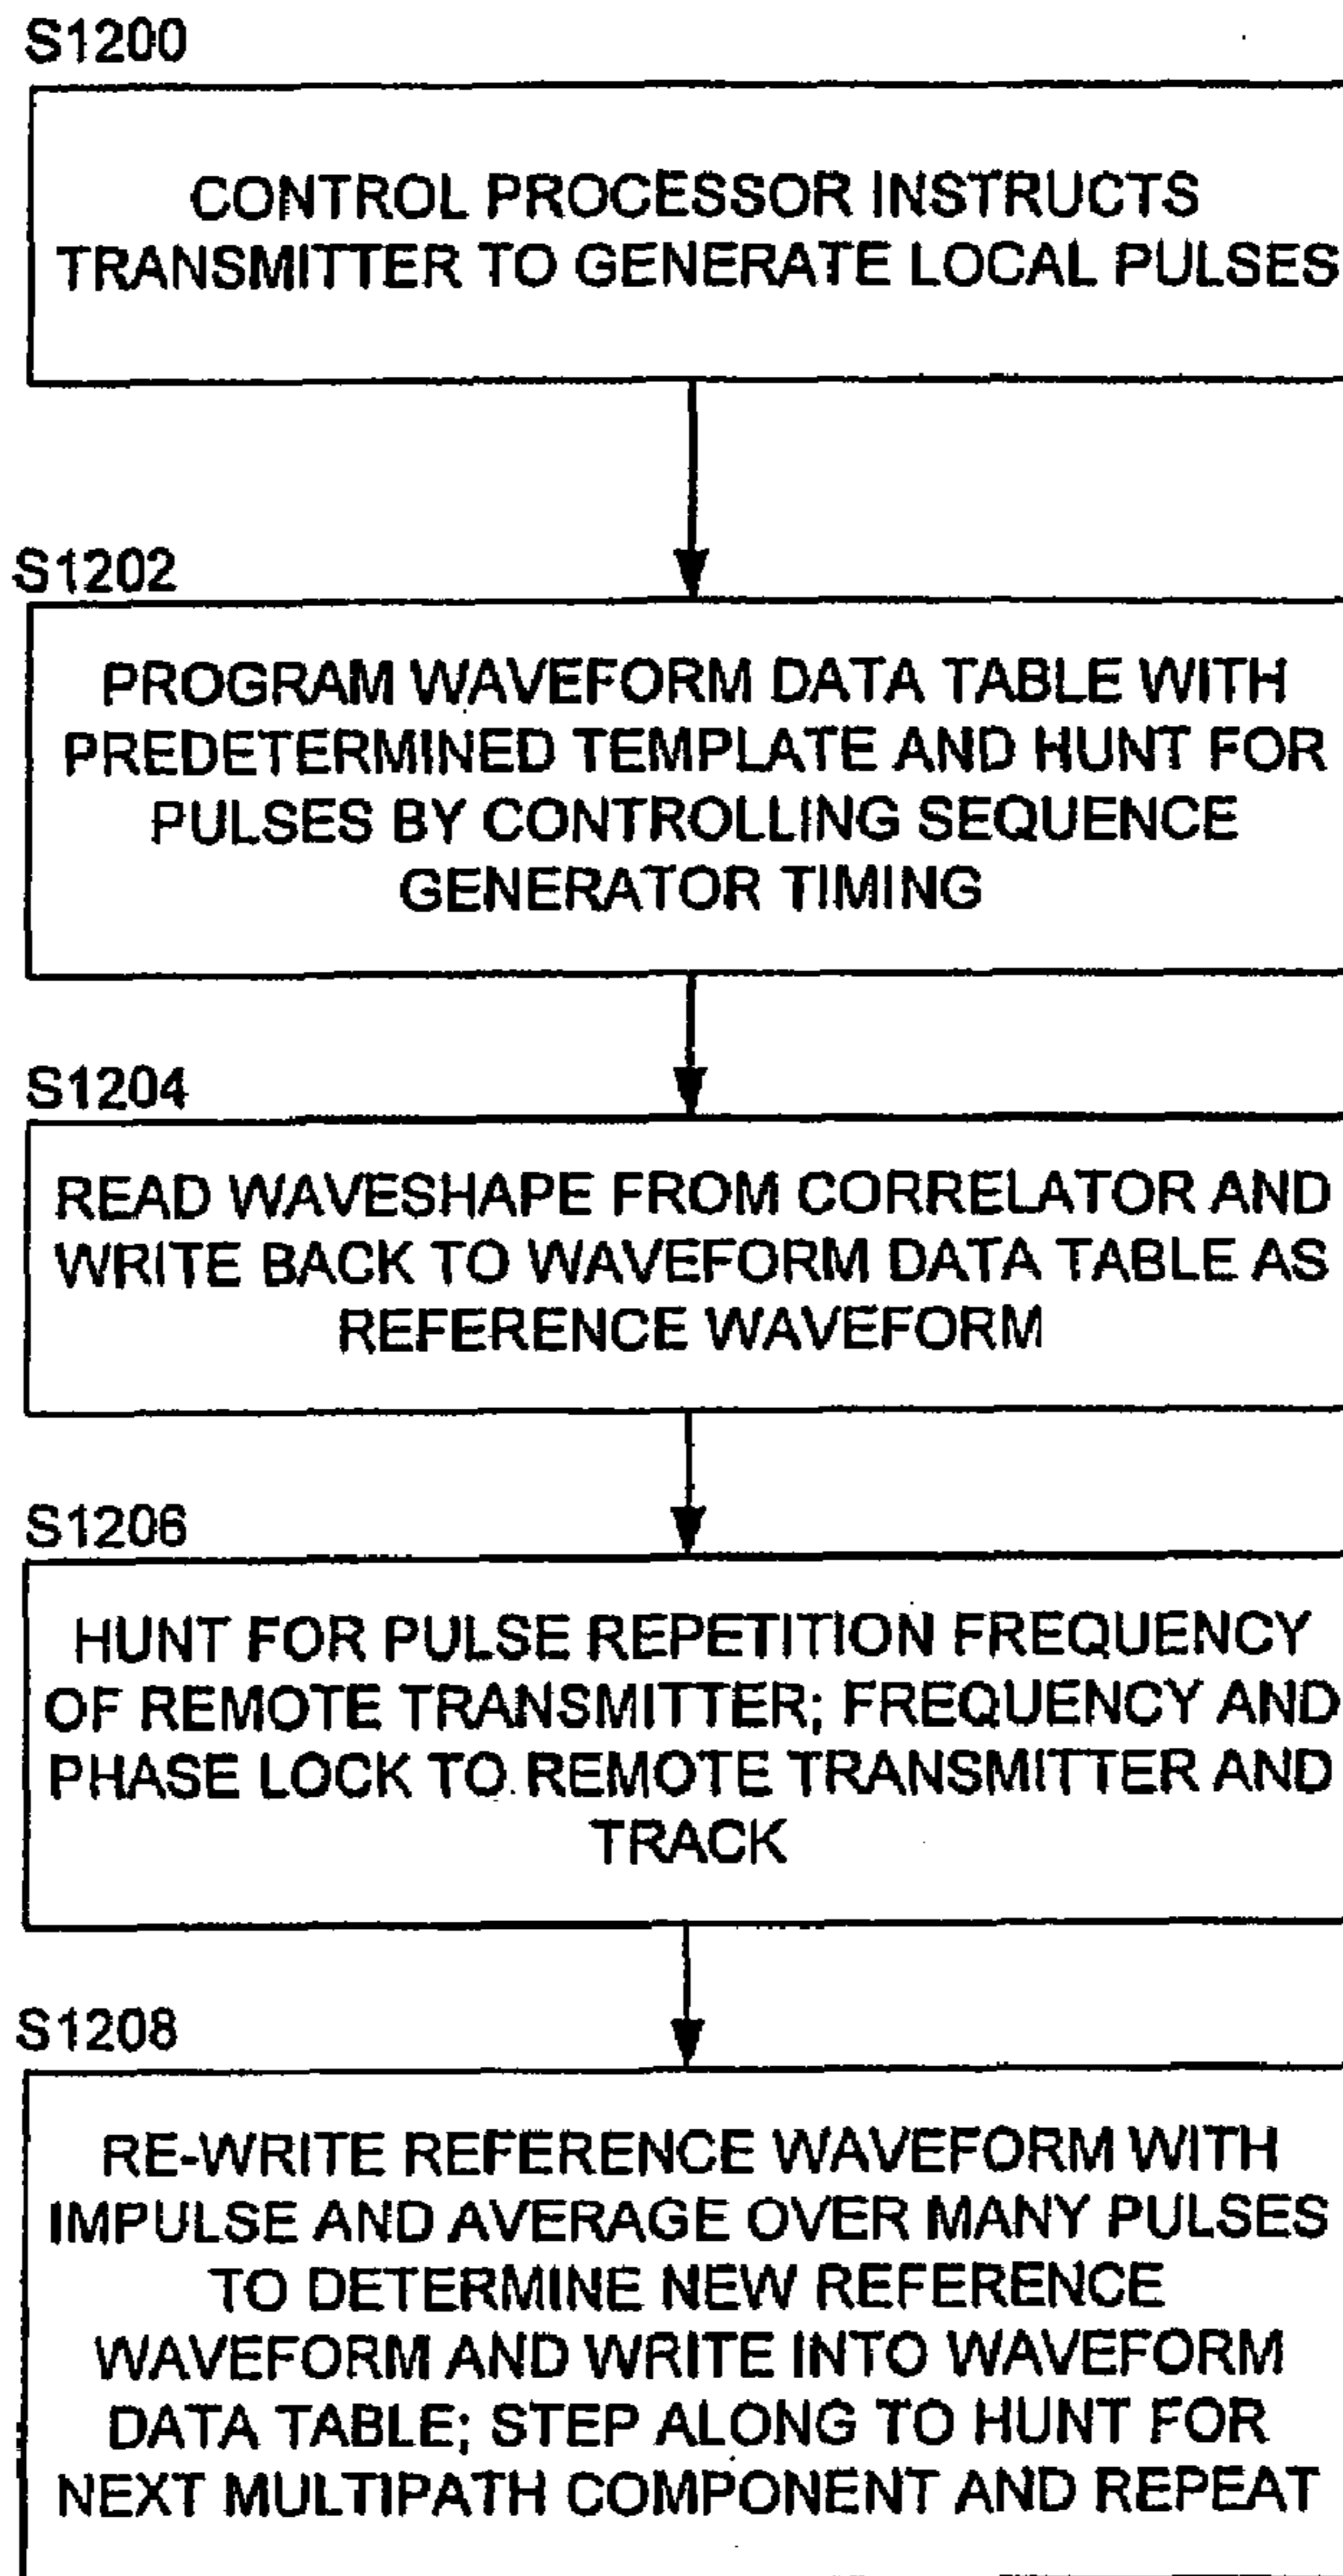 S1200
CONTROL PROCESSOR INSTRUCTS
TRANSMITTER TO GENERATE LOCAL PULSES
S1202
PROGRAM WAVEFORM DATA TABLE WITH
PREDETERMINED TEMPLATE AND HUNT FOR
PULSES BY CONTROLLING SEQUENCE
GENERATOR TIMING
S1204
READ WAVESHAPE FROM CORRELATOR AND
WRITE BACK TO WAVEFORM DATA TABLE AS
REFERENCE WAVEFORM
S1206
HUNT FOR PULSE REPETITION FREQUENCY
OF REMOTE TRANSMITTER; FREQUENCY AND
PHASE LOCK TO REMOTE TRANSMITTER AND
TRACK
S1208
RE-WRITE REFERENCE WAVEFORM WITH
IMPULSE AND AVERAGE OVER MANY PULSES
TO DETERMINE NEW REFERENCE
WAVEFORM AND WRITE INTO WAVEFORM
DATA TABLE; STEP ALONG TO HUNT FOR
NEXT MULTIPATH COMPONENT AND REPEAT